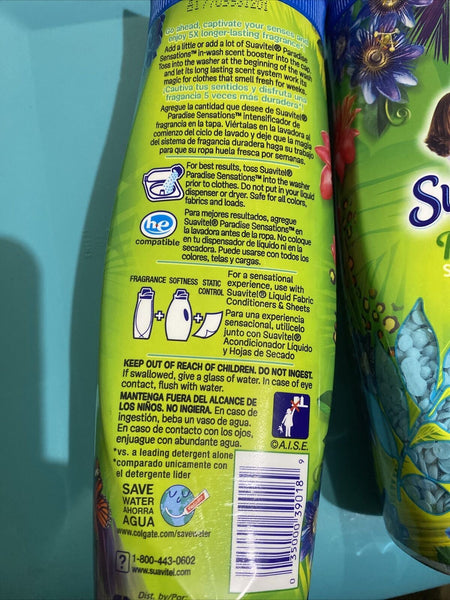 Go ahead, captivate your senses and
enjoy 5X longer-lasting fragrance*
Add a little or add a lot of Suavitel® Paradise
Sensations™ in-wash scent booster into the cap.
Toss into the washer at the beginning of the wash
and let its long lasting scent system work its
magic for clothes that smell fresh for weeks.
¡Cautiva tus sentidos y disfruta una
fragancia 5 veces más duradera*!
Agregue la cantidad que desee de Suavitel®
Paradise Sensations™ intensificador de
fragancia en la tapa. Viértalas en la lavadora al
comienzo del ciclo de lavado y deje que la magia
del sistema de fragancia duradera haga su trabajo
para que su ropa huela fresca por semanas.
For best results, toss Suavitel®
Paradise Sensations™ into the washer
prior to clothes. Do not put in your liquid
dispenser or dryer. Safe for all colors,
fabrics and loads.
he
compatible
Para mejores resultados, agregue
Suavitel® Paradise Sensations™ en
la lavadora antes de la ropa. No coloque
en tu dispensador de líquido ni en la
secadora. Puede usarse con todos los
colores, telas y cargas.
FRAGRANCE SOFTNESS STATIC
CONTROL
For a sensational
experience, use with
Suavitel® Liquid Fabric
Conditioners & Sheets
Para una experiencia
sensacional, utilícelo
junto con Suavitel®
Acondicionador Líquido
y Hojas de Secado
KEEP OUT OF REACH OF CHILDREN. DO NOT INGEST.
If swallowed, give a glass of water. In case of eye
contact, flush with water.
MANTENGA FUERA DEL ALCANCE DE
LOS NIÑOS. NO INGIERA. En caso de
ingestión, beba un vaso de agua.
En caso de contacto con los ojos,
enjuague con abundante agua.
©A.I.S.E.
*vs. a leading detergent alone
*comparado unicamente con
el detergente líder
SAVE
WATER
AHORRA
AGUA
www.colgate.com/savewater
1-800-443-0602
www.suavitel.com
0 35000 39018 9
Dist. by/Por:
Sua